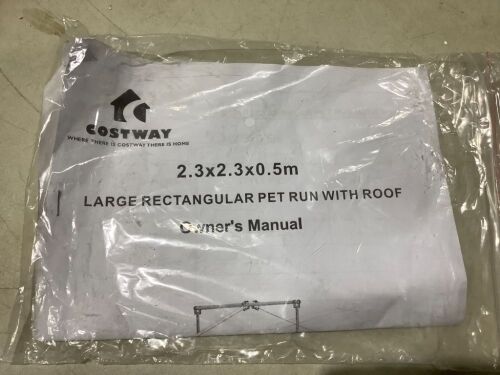 COSTWAY
WHERE THERE IS COSTWAY THERE IS HOME
2.3x2.3x0.5m
LARGE RECTANGULAR PET RUN WITH ROOF
Owner's Manual